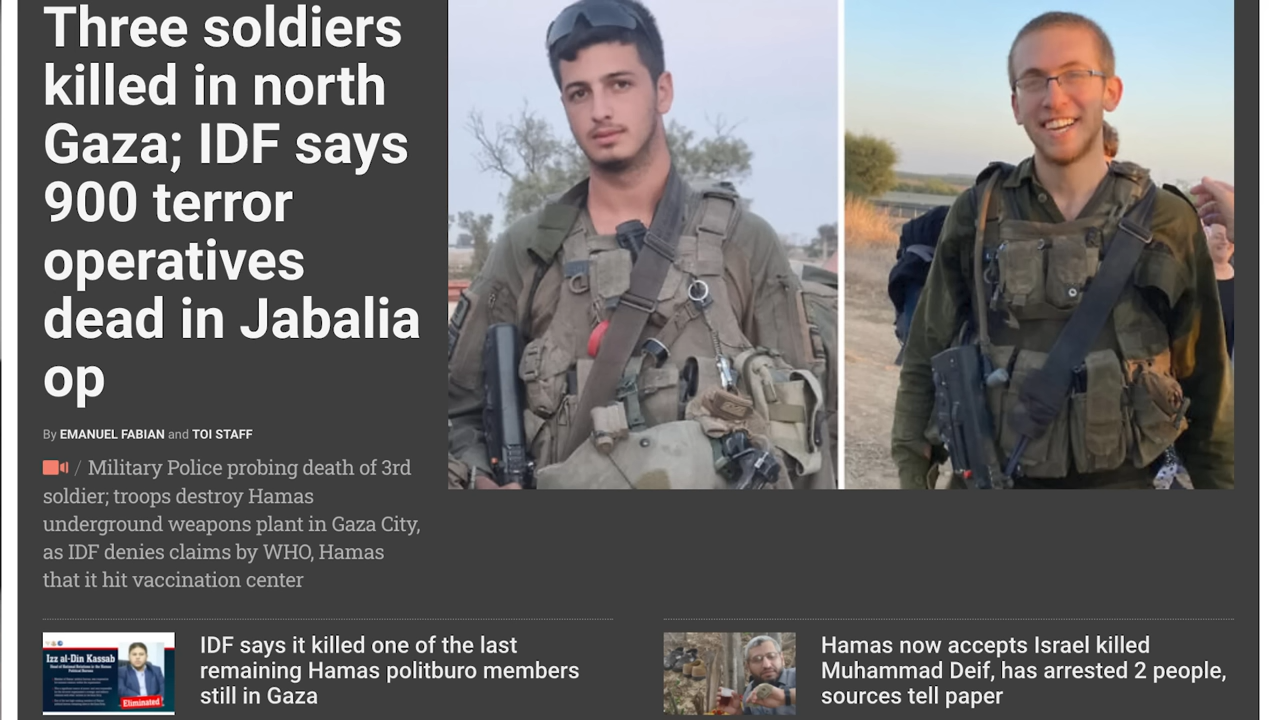 Three soldiers
killed in north
Gaza; IDF says
900 terror
operatives
dead in Jabalia
op
By EMANUEL FABIAN and TOI STAFF
/ Military Police probing death of 3rd
soldier; troops destroy Hamas
underground weapons plant in Gaza City,
as IDF denies claims by WHO, Hamas
that it hit vaccination center
Izz al-Din Kassab
Eliminated
IDF says it killed one of the last
remaining Hamas politburo members
still in Gaza
Hamas now accepts Israel killed
Muhammad Deif, has arrested 2 people,
sources tell paper